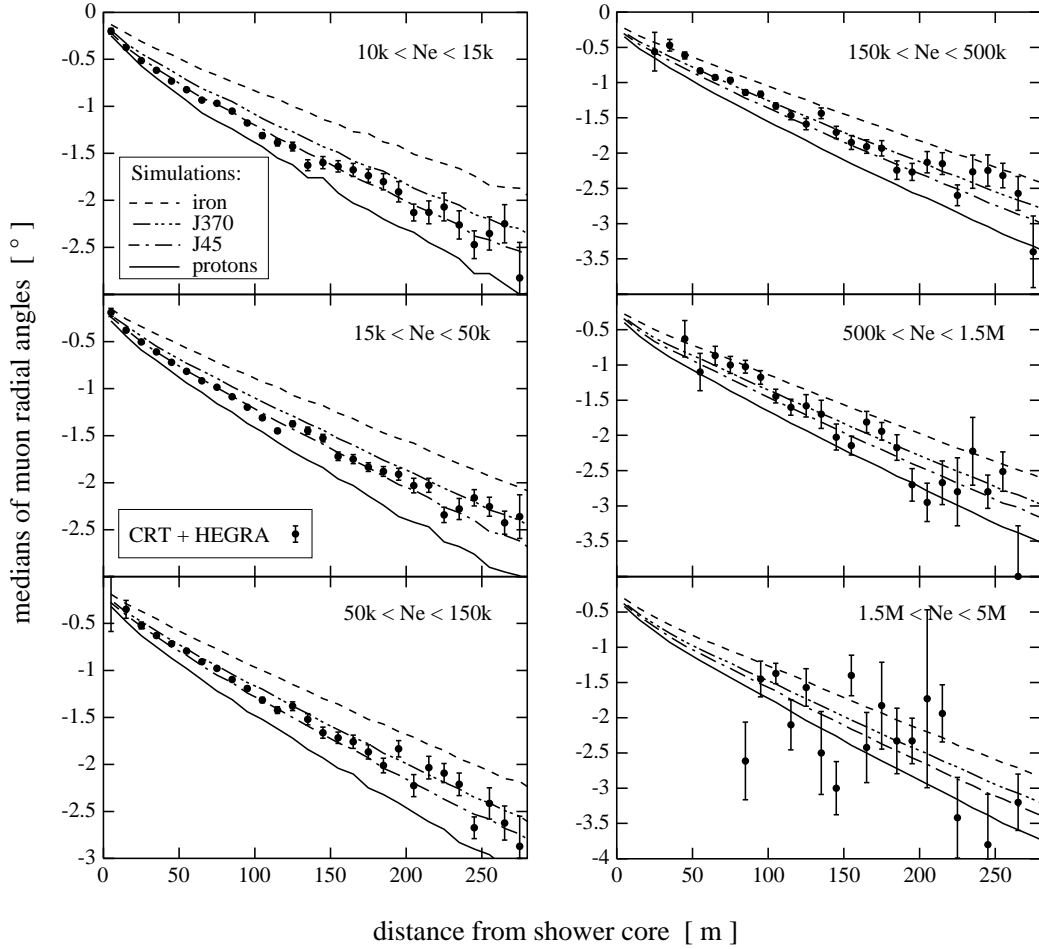 medians of muon radial angles [ ° ]
0
-0.5
-1
-1.5
-2
-2.5
10k < Ne < 15k
Simulations:
iron
J370
J45
protons
-0.5
-1
-1.5
-2
-2.5
15k < Ne < 50k
CRT + HEGRA
-0.5
-1
-1.5
-2
-2.5
-3
50k < Ne < 150k
0 50 100 150 200 250
0
-0.5
-1
-1.5
-2
-2.5
-3
-3.5
150k < Ne < 500k
-0.5
-1
-1.5
-2
-2.5
-3
-3.5
500k < Ne < 1.5M
-0.5
-1
-1.5
-2
-2.5
-3
-3.5
-4
1.5M < Ne < 5M
0 50 100 150 200 250
distance from shower core [ m ]